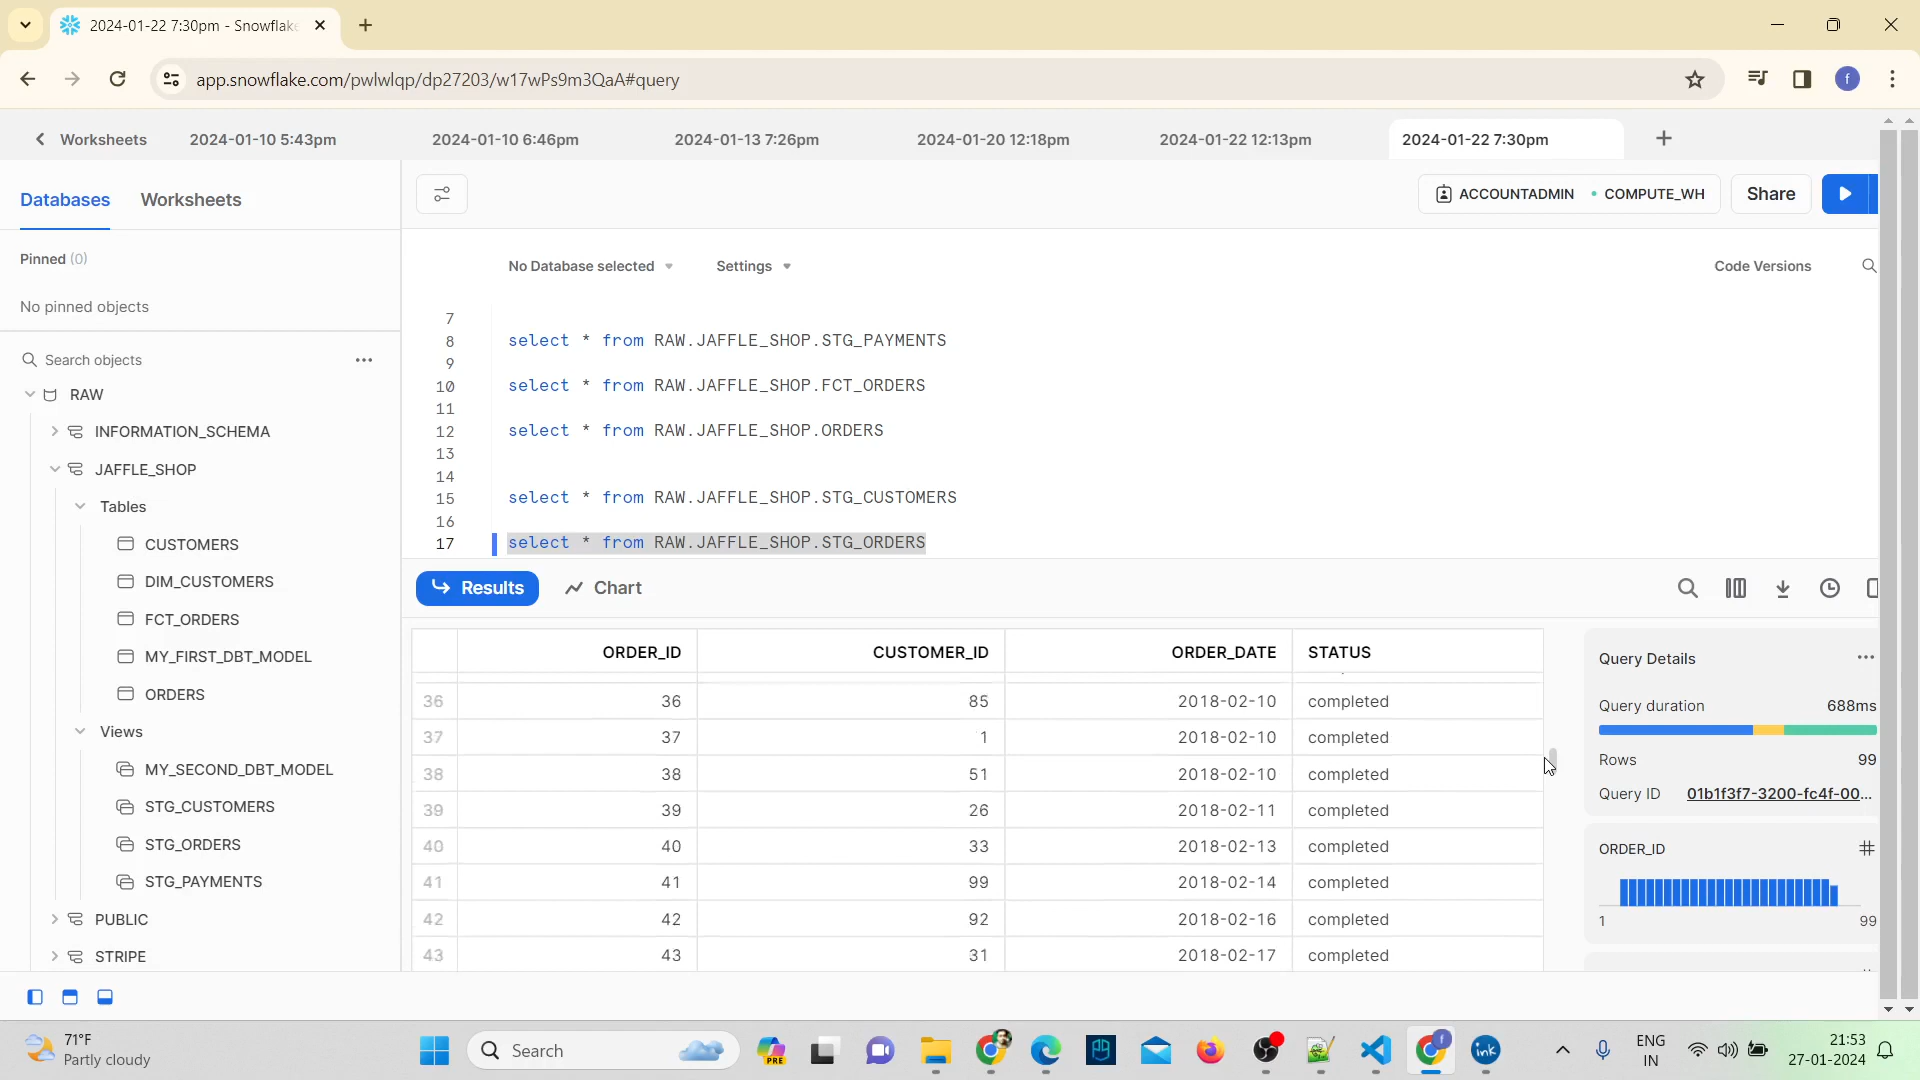 2024-01-22 7:30pm - Snowflake
app.snowflake.com/pwlwlqp/dp27203/w17wPs9m3QaA#query
f
Worksheets
2024-01-10 5:43pm
2024-01-10 6:46pm
2024-01-13 7:26pm
2024-01-20 12:18pm
2024-01-22 12:13pm
2024-01-22 7:30pm
Databases
Worksheets
ACCOUNTADMIN
COMPUTE_WH
Share
Pinned (0)
No pinned objects
No Database selected
Settings
Code Versions
Search objects
RAW
INFORMATION_SCHEMA
JAFFLE_SHOP
Tables
CUSTOMERS
DIM_CUSTOMERS
FCT_ORDERS
MY_FIRST_DBT_MODEL
ORDERS
Views
MY_SECOND_DBT_MODEL
STG_CUSTOMERS
STG_ORDERS
STG_PAYMENTS
PUBLIC
STRIPE
7
8 select * from RAW.JAFFLE_SHOP.STG_PAYMENTS
9
10 select * from RAW.JAFFLE_SHOP.FCT_ORDERS
11
12 select * from RAW.JAFFLE_SHOP.ORDERS
13
14
15 select * from RAW.JAFFLE_SHOP.STG_CUSTOMERS
16
17 select * from RAW.JAFFLE_SHOP.STG_ORDERS
Results
Chart
ORDER_ID CUSTOMER_ID ORDER_DATE STATUS
36 36 85 2018-02-10 completed
37 37 1 2018-02-10 completed
38 38 51 2018-02-10 completed
39 39 26 2018-02-11 completed
40 40 33 2018-02-13 completed
41 41 99 2018-02-14 completed
42 42 92 2018-02-16 completed
43 43 31 2018-02-17 completed
Query Details
Query duration 688ms
Rows 99
Query ID 01b1f3f7-3200-fc4f-00...
ORDER_ID
1 99
71°F
Partly cloudy
Search
PRE
f
ink
ENG
IN
21:53
27-01-2024